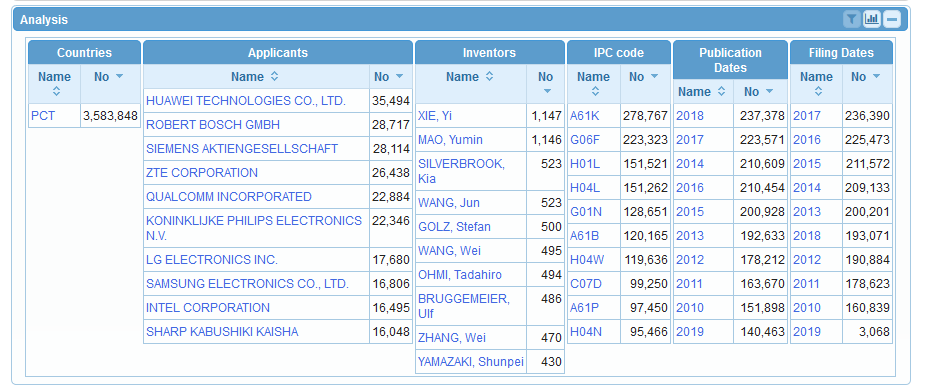 Analysis
Countries
Name No
PCT 3,583,848
Applicants
Name No
HUAWEI TECHNOLOGIES CO., LTD. 35,494
ROBERT BOSCH GMBH 28,717
SIEMENS AKTIENGESELLSCHAFT 28,114
ZTE CORPORATION 26,438
QUALCOMM INCORPORATED 22,884
KONINKLIJKE PHILIPS ELECTRONICS 22,346
N.V.
LG ELECTRONICS INC. 17,680
SAMSUNG ELECTRONICS CO., LTD. 16,806
INTEL CORPORATION 16,495
SHARP KABUSHIKI KAISHA 16,048
Inventors
Name No
XIE, Yi 1,147
MAO, Yumin 1,146
SILVERBROOK, 523
Kia
WANG, Jun 523
GOLZ, Stefan 500
WANG, Wei 495
OHMI, Tadahiro 494
BRUGGEMEIER, 486
Ulf
ZHANG, Wei 470
YAMAZAKI, Shunpei 430
IPC code
Name No
A61K 278,767
G06F 223,323
H01L 151,521
H04L 151,262
G01N 128,651
A61B 120,165
H04W 119,636
C07D 99,250
A61P 97,450
H04N 95,466
Publication
Dates
Name No
2018 237,378
2017 223,571
2014 210,609
2016 210,454
2015 200,928
2013 192,633
2012 178,212
2011 163,670
2010 151,898
2019 140,463
Filing Dates
Name No
2017 236,390
2016 225,473
2015 211,572
2014 209,133
2013 200,201
2018 193,071
2012 190,884
2011 178,623
2010 160,839
2019 3,068